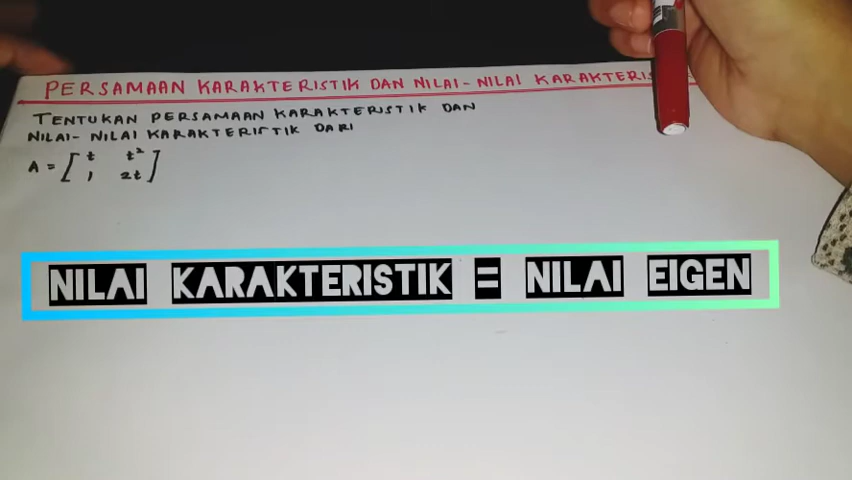 PERSAMAAN KARAKTERISTIK DAN NILAI-NILAI KARAKTERIS
TENTUKAN PERSAMAAN KARAKTERISTIK DAN
NILAI-NILAI KARAKTERISTIK DARI
A = [ t t²
1 2t ]
NILAI KARAKTERISTIK = NILAI EIGEN